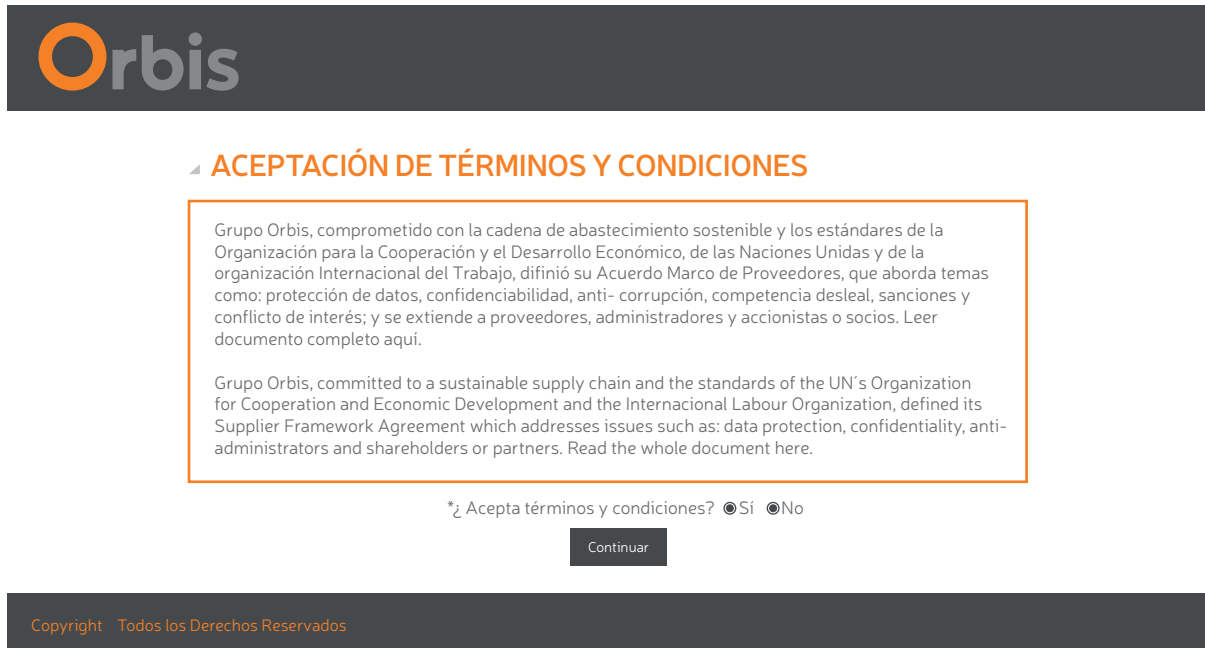 Orbis
ACEPTACIÓN DE TÉRMINOS Y CONDICIONES
Grupo Orbis, comprometido con la cadena de abastecimiento sostenible y los estándares de la
Organización para la Cooperación y el Desarrollo Económico, de las Naciones Unidas y de la
organización Internacional del Trabajo, difinió su Acuerdo Marco de Proveedores, que aborda temas
como: protección de datos, confidenciabilidad, anti- corrupción, competencia desleal, sanciones y
conflicto de interés; y se extiende a proveedores, administradores y accionistas o socios. Leer
documento completo aquí.
Grupo Orbis, committed to a sustainable supply chain and the standards of the UN´s Organization
for Cooperation and Economic Development and the Internacional Labour Organization, defined its
Supplier Framework Agreement which addresses issues such as: data protection, confidentiality, anti-
administrators and shareholders or partners. Read the whole document here.
*¿ Acepta términos y condiciones? Sí No
Continuar
Copyright Todos los Derechos Reservados